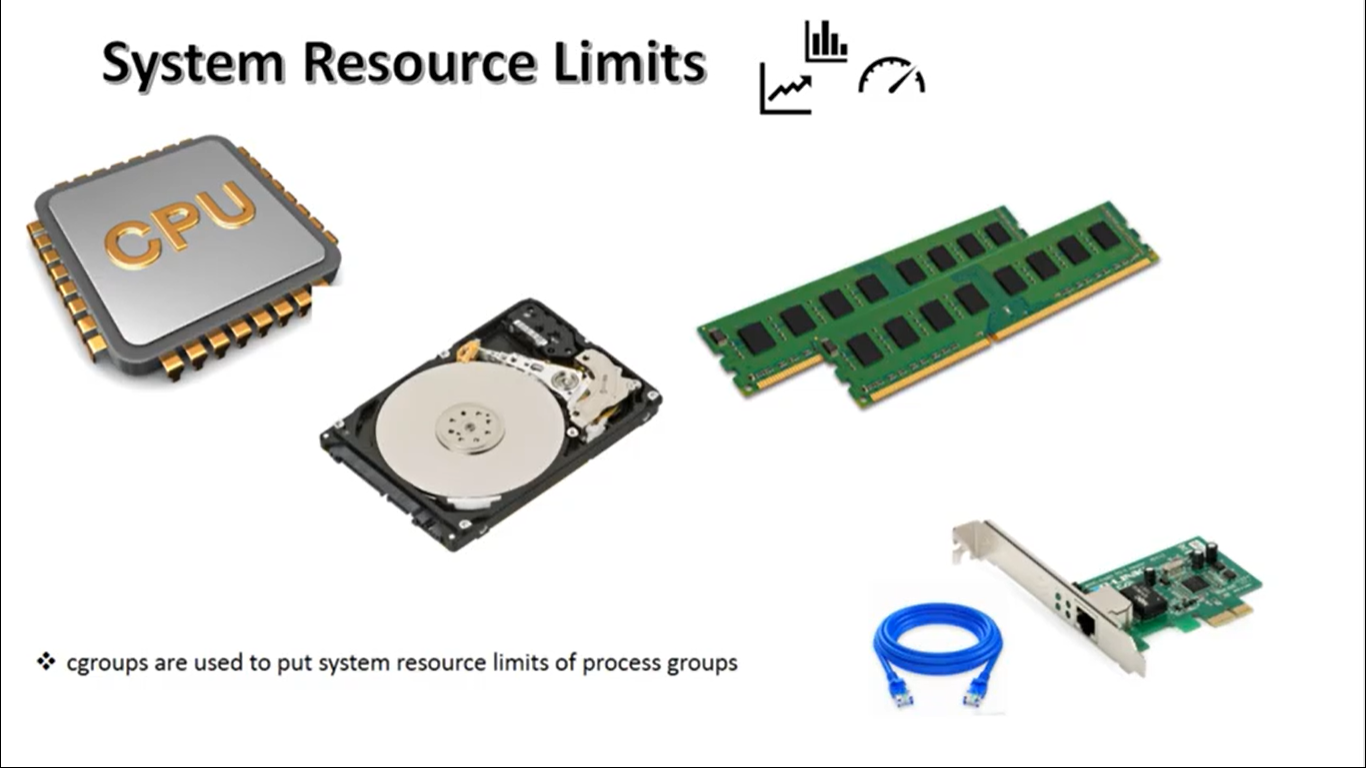 System Resource Limits
CPU
❖ cgroups are used to put system resource limits of process groups